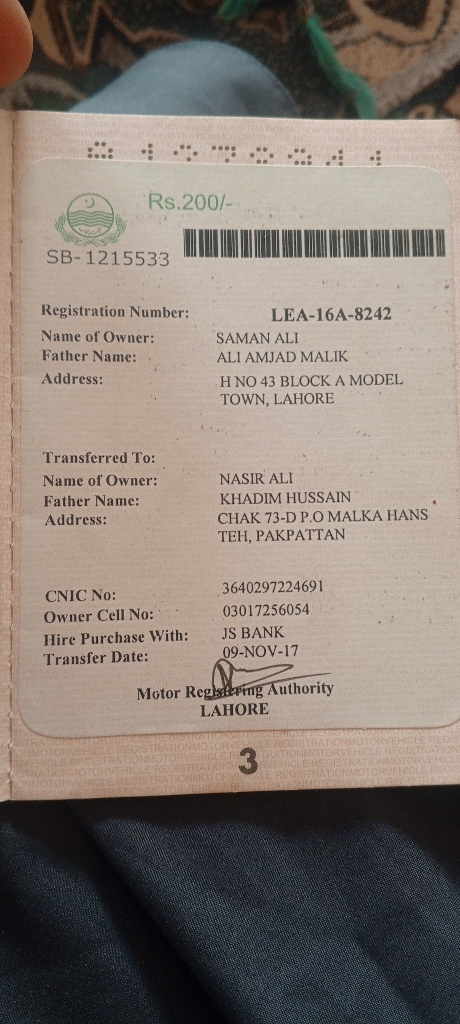 Rs.200/-
SB-1215533
Registration Number: LEA-16A-8242
Name of Owner: SAMAN ALI
Father Name: ALI AMJAD MALIK
Address: H NO 43 BLOCK A MODEL
TOWN, LAHORE
Transferred To:
Name of Owner: NASIR ALI
Father Name: KHADIM HUSSAIN
Address: CHAK 73-D P.O MALKA HANS
TEH, PAKPATTAN
CNIC No: 3640297224691
Owner Cell No: 03017256054
Hire Purchase With: JS BANK
Transfer Date: 09-NOV-17
Motor Registering Authority
LAHORE
3